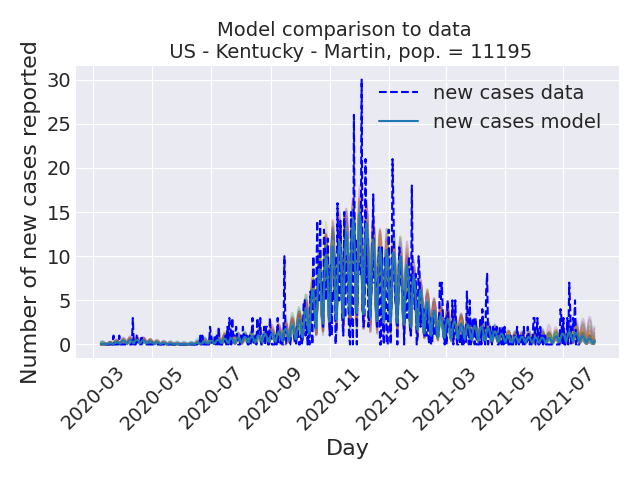 Model comparison to data
US - Kentucky - Martin, pop. = 11195
Number of new cases reported
30
25
20
15
10
5
0
new cases data
new cases model
2020-03
2020-05
2020-07
2020-09
2020-11
2021-01
2021-03
2021-05
2021-07
Day